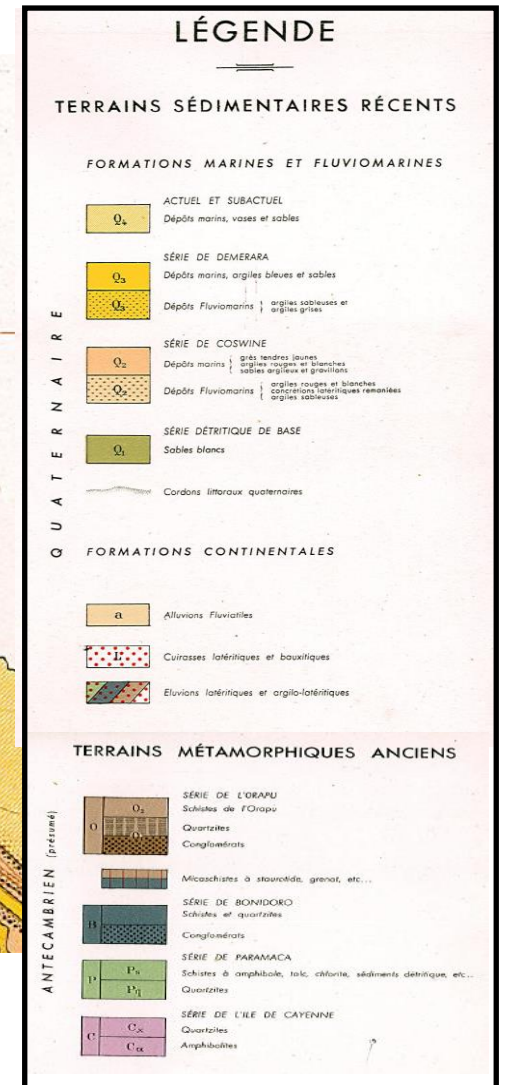 LÉGENDE
TERRAINS SÉDIMENTAIRES RÉCENTS
QUATERNAIRE
FORMATIONS MARINES ET FLUVIOMARINES
ACTUEL ET SUBACTUEL
Q4 Dépôts marins, vases et sables
SÉRIE DE DEMERARA
Q3 Dépôts marins, argiles bleues et sables
Q3 Dépôts Fluviomarins } argiles sableuses et
argiles grises
SÉRIE DE COSWINE
grès tendres jaunes
Q2 Dépôts marins { argiles rouges et blanches
sables argileux et gravillons
argiles rouges et blanches
Q2 Dépôts Fluviomarins { concrétions latéritiques remaniées
argiles sableuses
SÉRIE DÉTRITIQUE DE BASE
Q1 Sables blancs
Cordons littoraux quaternaires
FORMATIONS CONTINENTALES
a Alluvions Fluviatiles
L Cuirasses latéritiques et bauxitiques
Eluvions latéritiques et argilo-latéritiques
TERRAINS MÉTAMORPHIQUES ANCIENS
ANTECAMBRIEN (présumé)
SÉRIE DE L'ORAPU
O Schistes de l'Orapu
Quartzites
Conglomérats
Micaschistes à staurotide, grenat, etc...
SÉRIE DE BONIDORO
B Schistes et quartzites
Conglomérats
SÉRIE DE PARAMACA
P Ps Schistes à amphibole, talc, chlorite, sédiments détritique, etc...
Pq Quartzites
SÉRIE DE L'ILE DE CAYENNE
C Quartzites
Cα Amphibolites